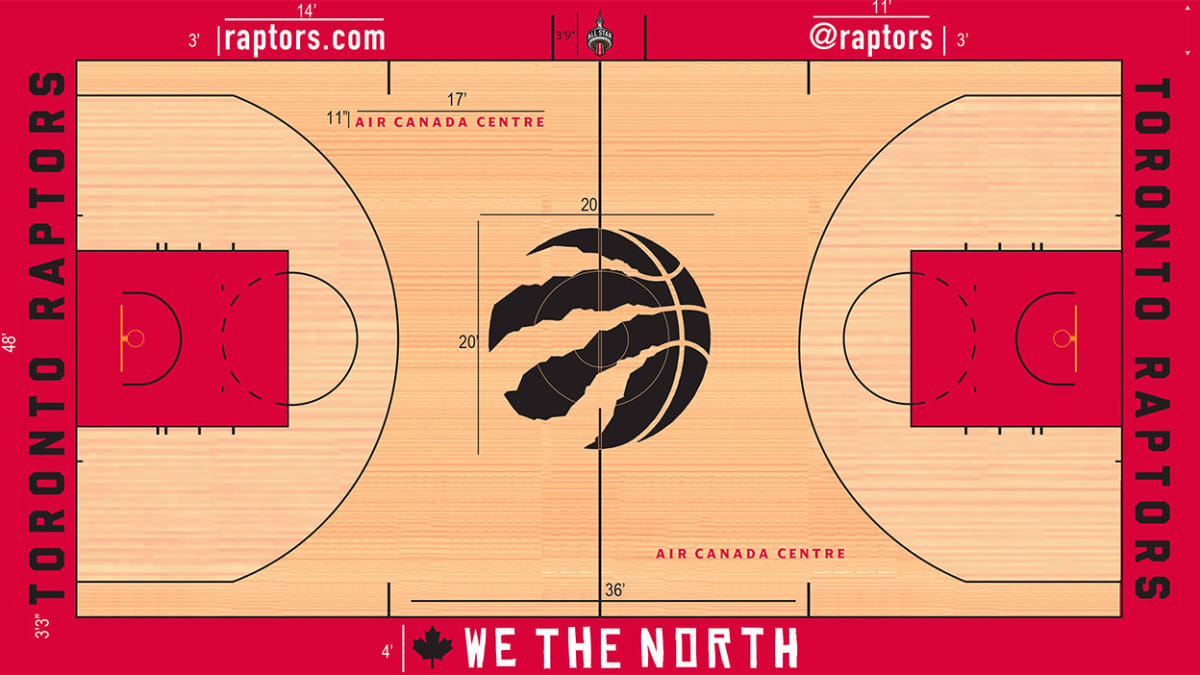 14'
3'
raptors.com
3'9"
ALL STAR
11'
@raptors
3'
TORONTO RAPTORS
48'
3'3"
17'
11"
AIR CANADA CENTRE
20
20'
AIR CANADA CENTRE
36'
TORONTO RAPTORS
4'
WE THE NORTH